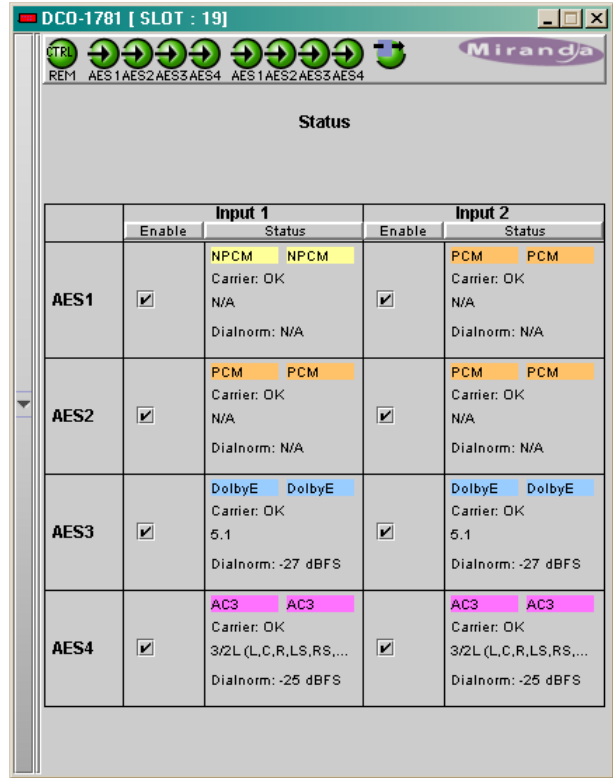 DCO-1781 [ SLOT : 19]
CTRL
REM AES1 AES2 AES3 AES4 AES1 AES2 AES3 AES4
Miranda
Status
Input 1 Input 2
Enable Status Enable Status
AES1
NPCM NPCM
Carrier: OK
N/A
Dialnorm: N/A
PCM PCM
Carrier: OK
N/A
Dialnorm: N/A
AES2
PCM PCM
Carrier: OK
N/A
Dialnorm: N/A
PCM PCM
Carrier: OK
N/A
Dialnorm: N/A
AES3
DolbyE DolbyE
Carrier: OK
5.1
Dialnorm: -27 dBFS
DolbyE DolbyE
Carrier: OK
5.1
Dialnorm: -27 dBFS
AES4
AC3 AC3
Carrier: OK
3/2L (L,C,R,LS,RS,...
Dialnorm: -25 dBFS
AC3 AC3
Carrier: OK
3/2L (L,C,R,LS,RS,...
Dialnorm: -25 dBFS